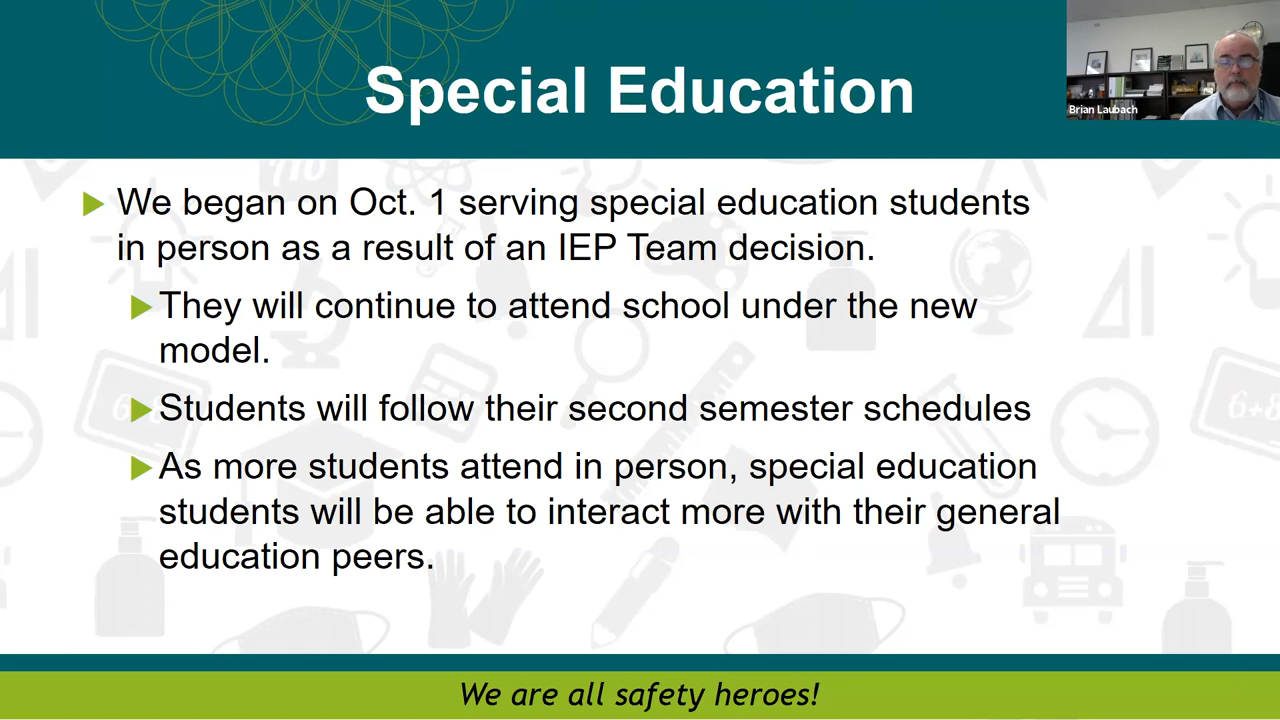 Special Education
Brian Laubach
We began on Oct. 1 serving special education students
in person as a result of an IEP Team decision.
They will continue to attend school under the new
model.
Students will follow their second semester schedules
As more students attend in person, special education
students will be able to interact more with their general
education peers.
6+8
We are all safety heroes!